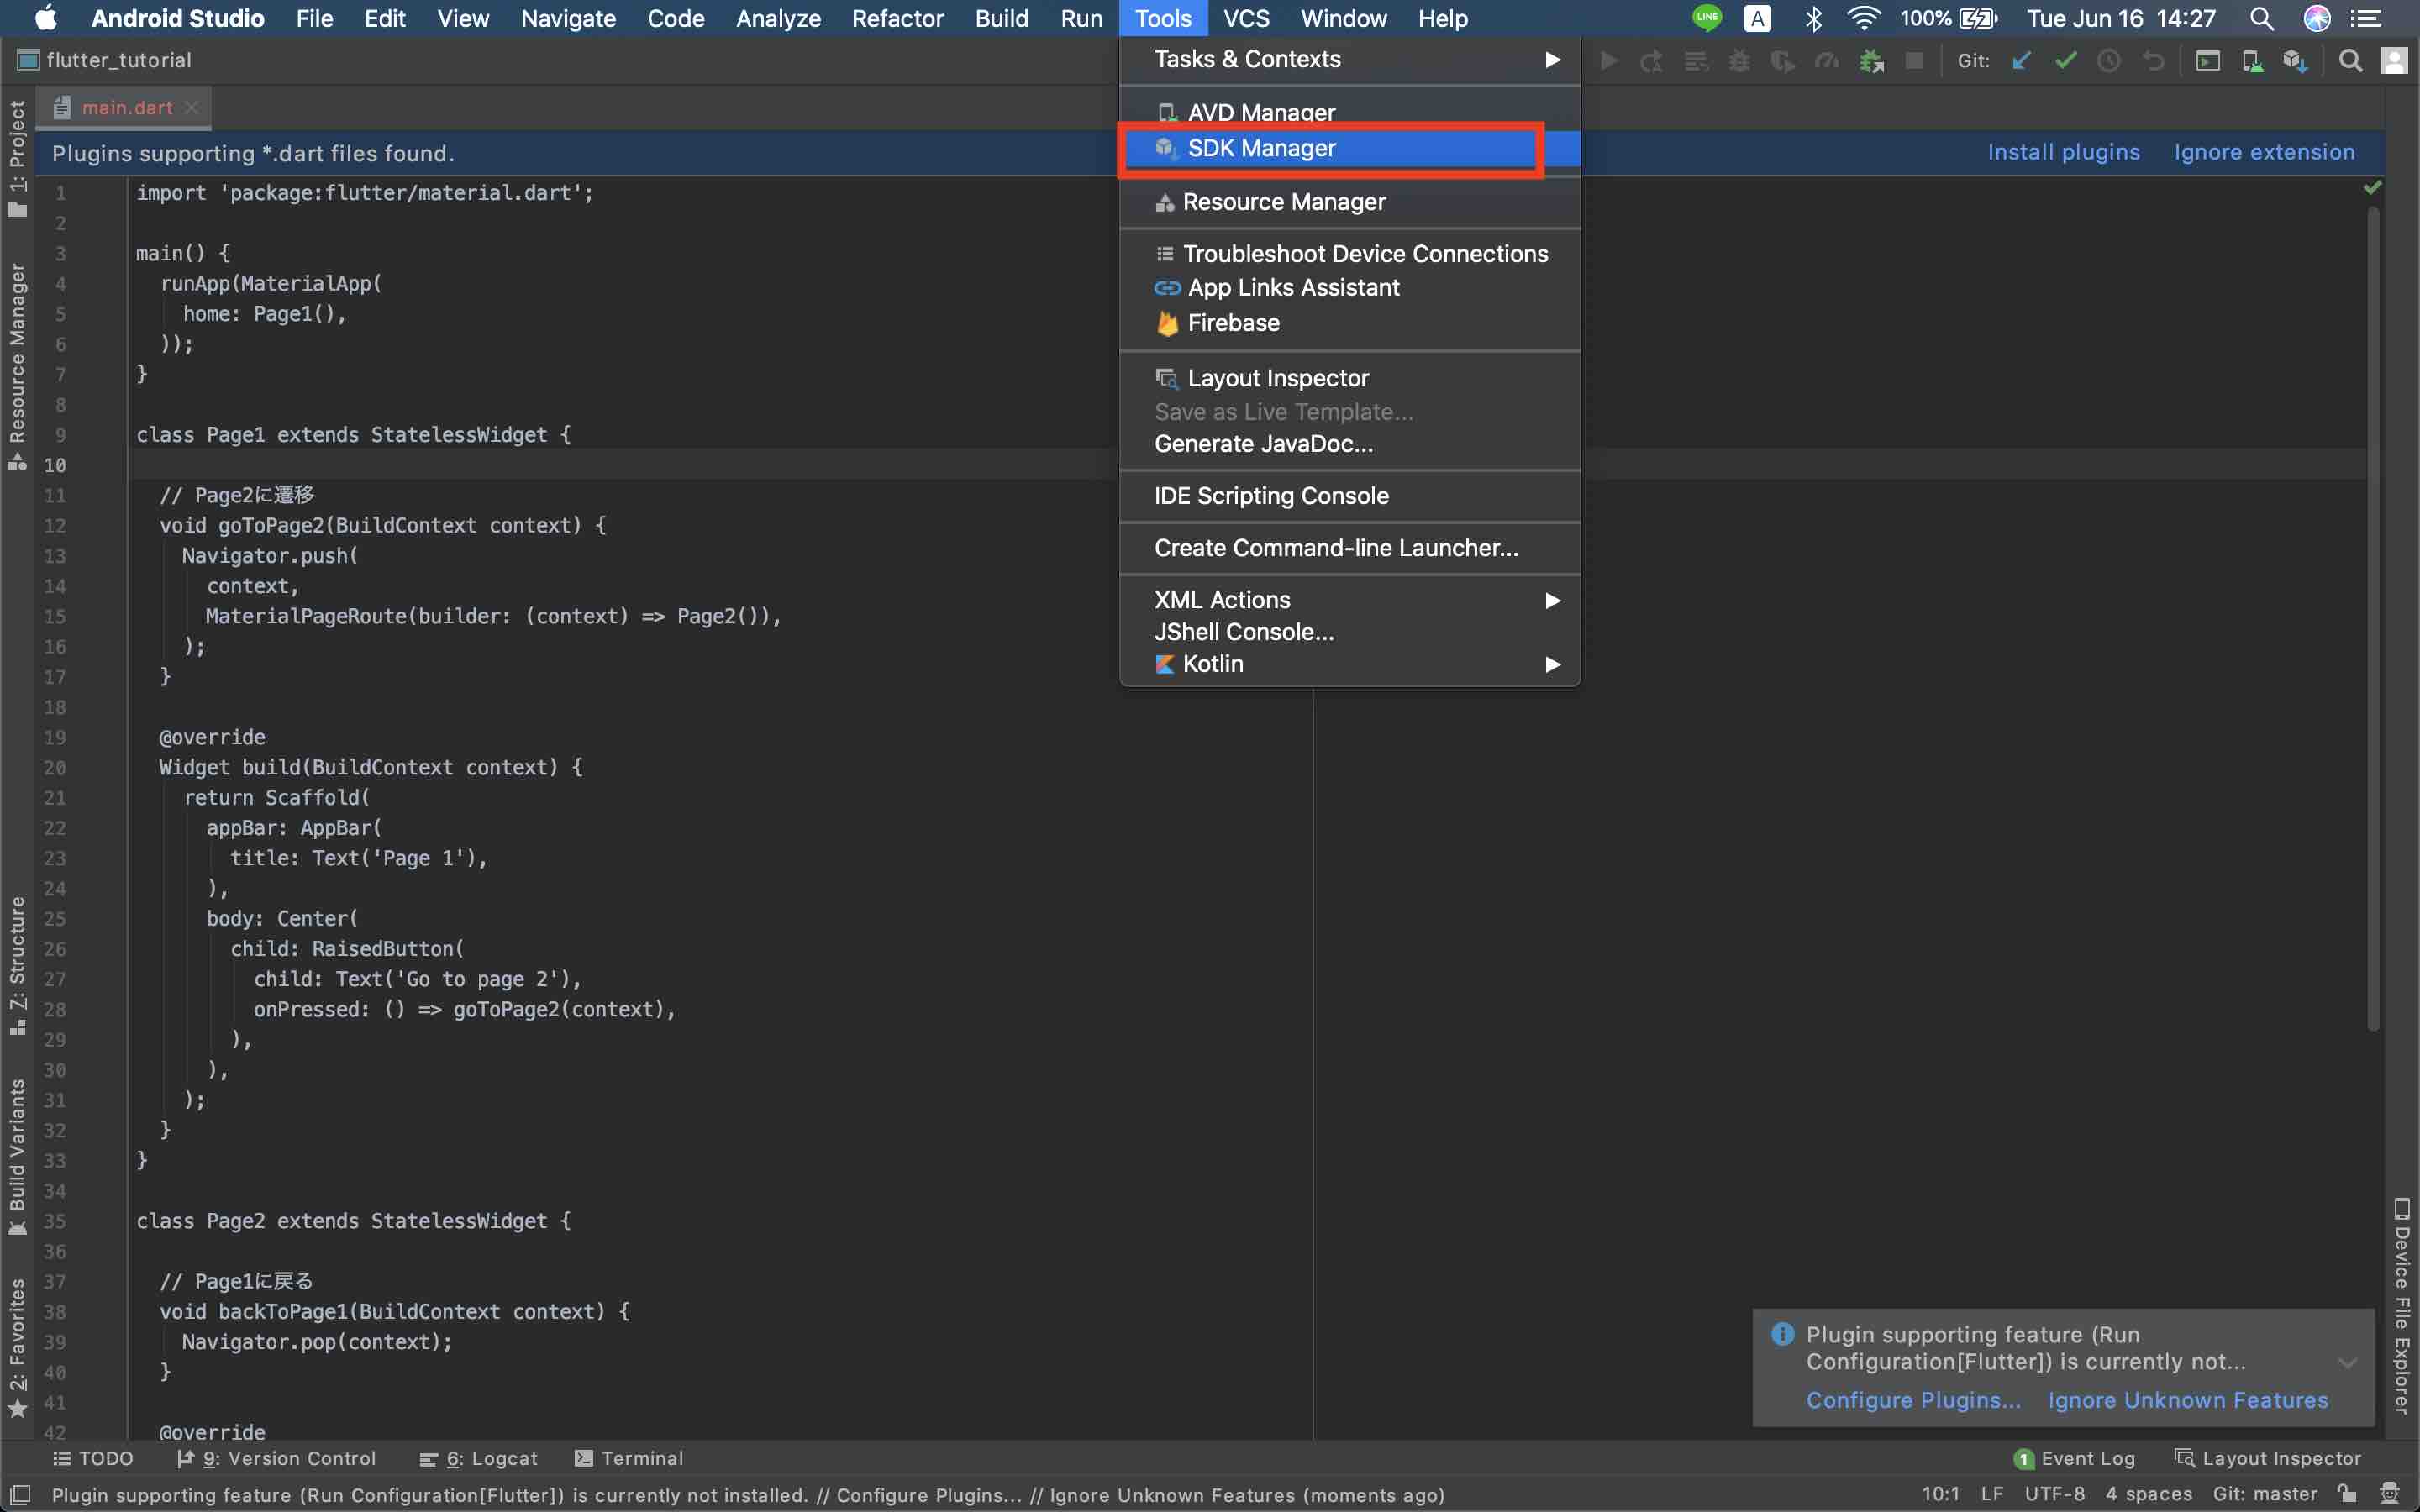 Android Studio File Edit View Navigate Code Analyze Refactor Build Run Tools VCS Window Help LINE A 100% Tue Jun 16 14:27
flutter_tutorial
Git:
main.dart
Plugins supporting *.dart files found.
Install plugins Ignore extension
Tasks & Contexts
AVD Manager
SDK Manager
Resource Manager
Troubleshoot Device Connections
App Links Assistant
Firebase
Layout Inspector
Save as Live Template...
Generate JavaDoc...
IDE Scripting Console
Create Command-line Launcher...
XML Actions
JShell Console...
Kotlin
1: Project
Resource Manager
Z: Structure
Build Variants
2: Favorites
1 import 'package:flutter/material.dart';
2
3 main() {
4 runApp(MaterialApp(
5 home: Page1(),
6 ));
7 }
8
9 class Page1 extends StatelessWidget {
10
11 // Page2に遷移
12 void goToPage2(BuildContext context) {
13 Navigator.push(
14 context,
15 MaterialPageRoute(builder: (context) => Page2()),
16 );
17 }
18
19 @override
20 Widget build(BuildContext context) {
21 return Scaffold(
22 appBar: AppBar(
23 title: Text('Page 1'),
24 ),
25 body: Center(
26 child: RaisedButton(
27 child: Text('Go to page 2'),
28 onPressed: () => goToPage2(context),
29 ),
30 ),
31 );
32 }
33 }
34
35 class Page2 extends StatelessWidget {
36
37 // Page1に戻る
38 void backToPage1(BuildContext context) {
39 Navigator.pop(context);
40 }
41
42 @override
Device File Explorer
Plugin supporting feature (Run
Configuration[Flutter]) is currently not...
Configure Plugins... Ignore Unknown Features
TODO 9: Version Control 6: Logcat Terminal 1 Event Log Layout Inspector
Plugin supporting feature (Run Configuration[Flutter]) is currently not installed. // Configure Plugins... // Ignore Unknown Features (moments ago) 10:1 LF UTF-8 4 spaces Git: master